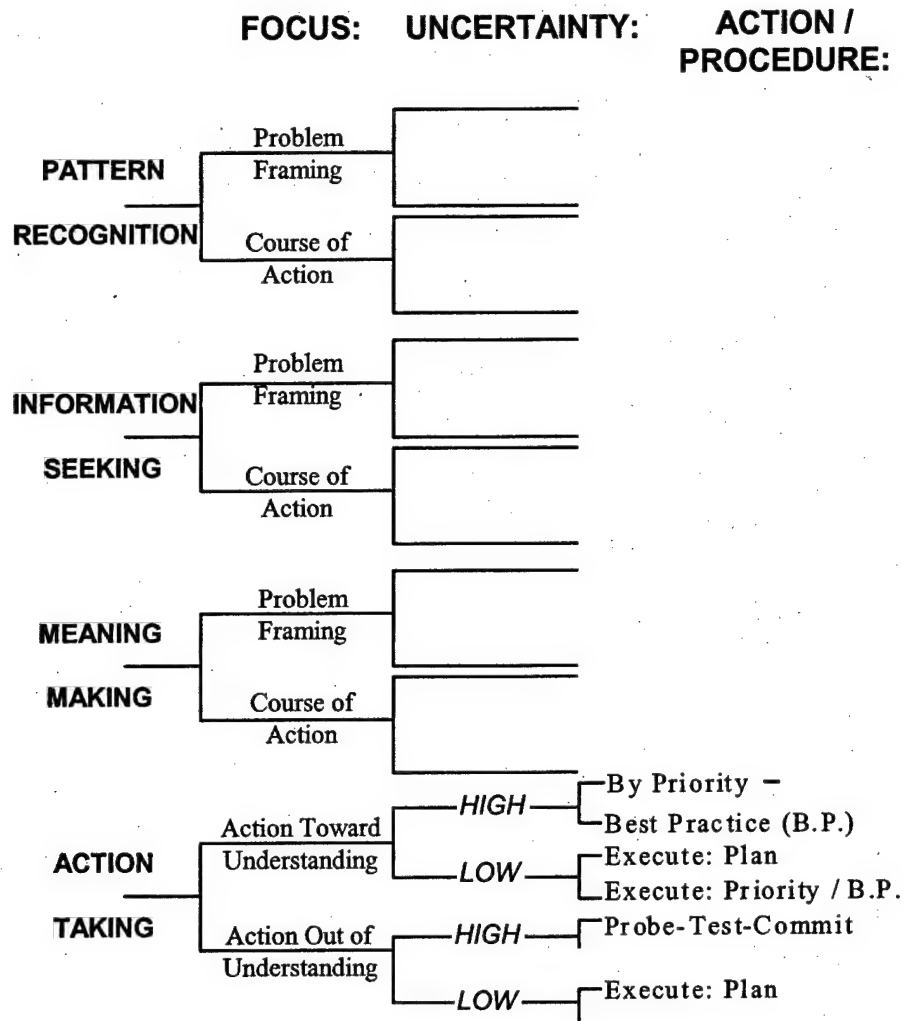 FOCUS: UNCERTAINTY: ACTION /
PROCEDURE:
PATTERN
RECOGNITION
Problem
Framing
Course of
Action
INFORMATION
SEEKING
Problem
Framing
Course of
Action
MEANING
MAKING
Problem
Framing
Course of
Action
ACTION
TAKING
Action Toward
Understanding
HIGH
By Priority –
Best Practice (B.P.)
LOW
Execute: Plan
Execute: Priority / B.P.
Action Out of
Understanding
HIGH
Probe-Test-Commit
LOW
Execute: Plan